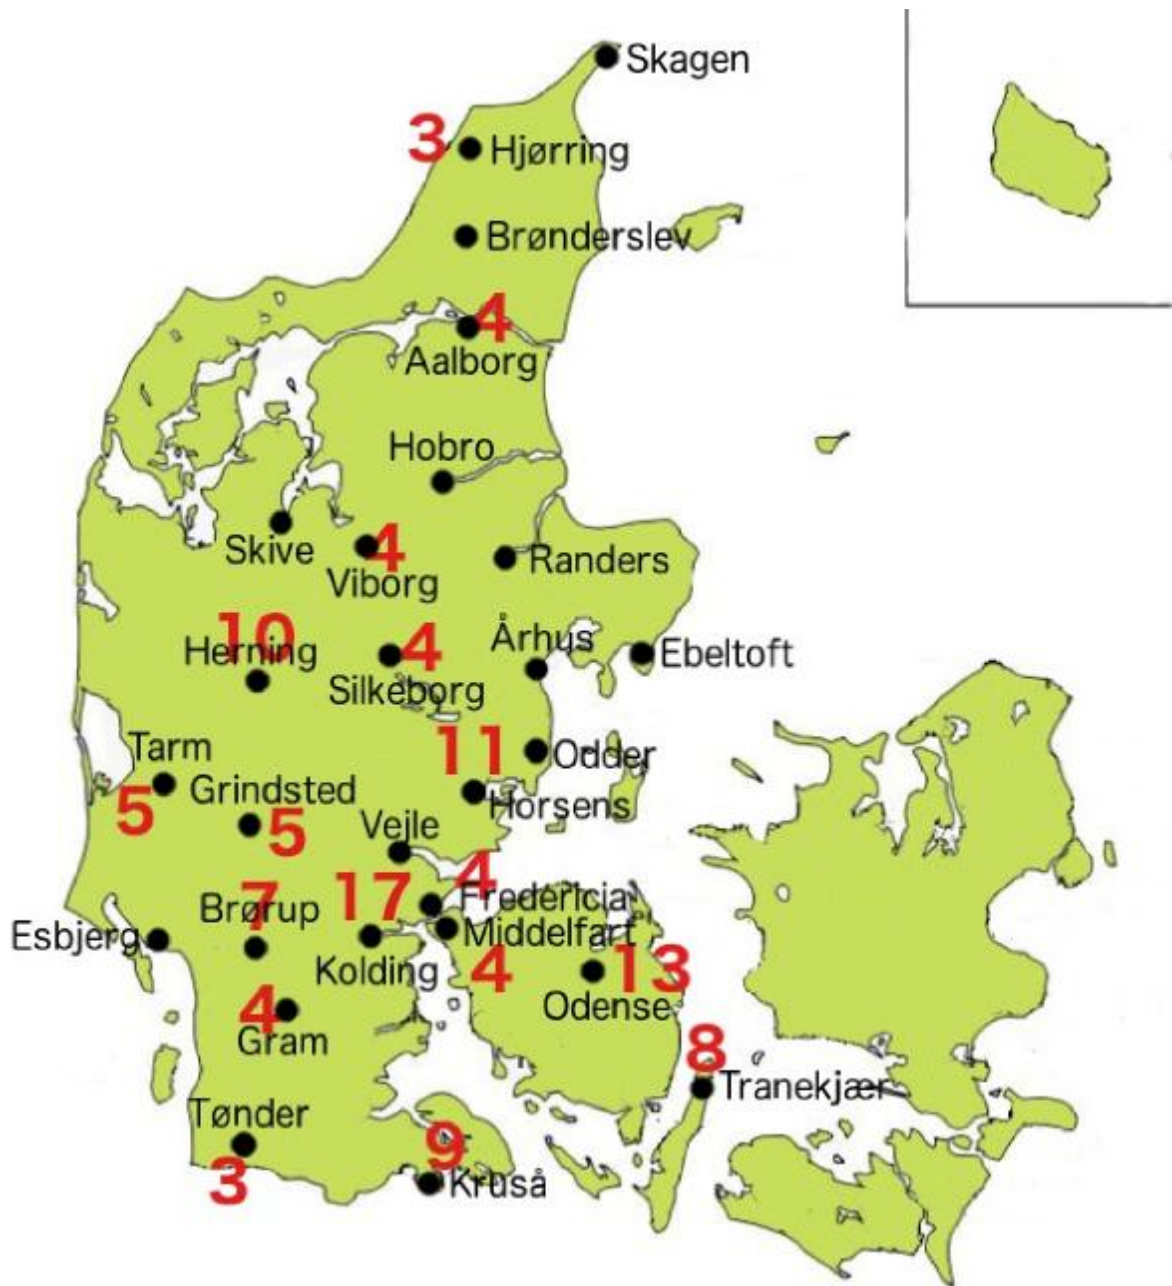 Skagen
3
Hjørring
Brønderslev
4
Aalborg
Hobro
Skive
4
Viborg
Randers
10
Herning
4
Silkeborg
Århus
Ebeltoft
11
Odder
Tarm
5
Grindsted
5
Horsens
Vejle
4
Fredericia
7
Brørup
17
Kolding
Middelfart
4
Esbjerg
13
Odense
4
Gram
8
Tranekjær
Tønder
3
9
Kruså